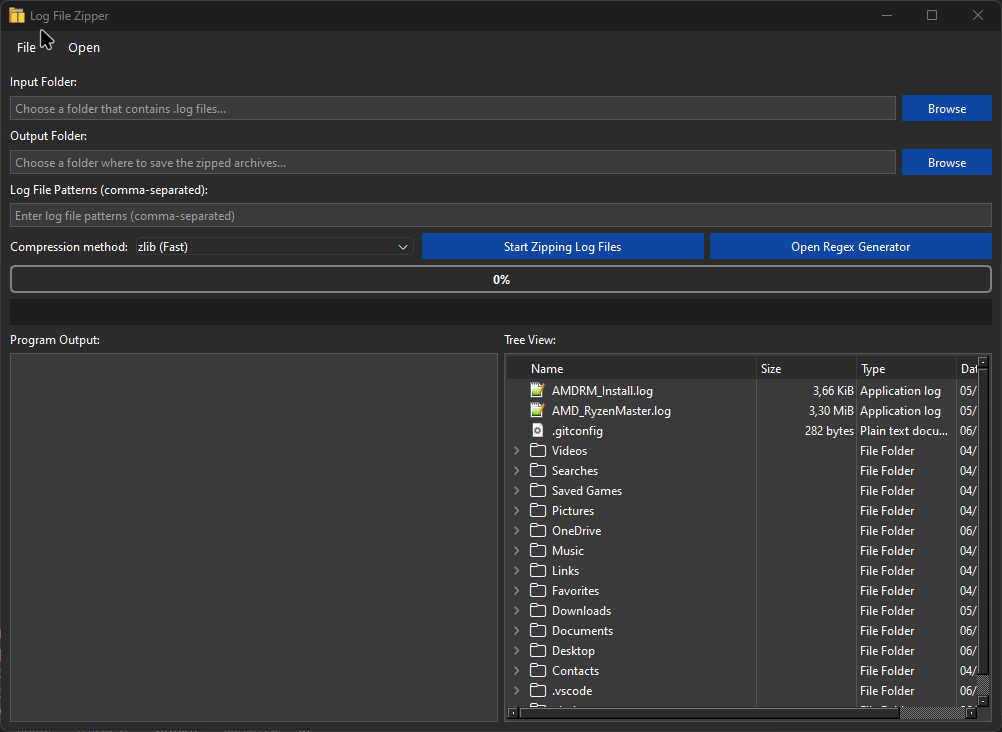 Log File Zipper
File Open
Input Folder:
Choose a folder that contains .log files... Browse
Output Folder:
Choose a folder where to save the zipped archives... Browse
Log File Patterns (comma-separated):
Enter log file patterns (comma-separated)
Compression method: zlib (Fast) Start Zipping Log Files Open Regex Generator
0%
Program Output: Tree View:
Name Size Type Dat
AMDRM_Install.log 3,66 KiB Application log 05/
AMD_RyzenMaster.log 3,30 MiB Application log 05/
.gitconfig 282 bytes Plain text docu... 06/
Videos File Folder 04/
Searches File Folder 04/
Saved Games File Folder 04/
Pictures File Folder 04/
OneDrive File Folder 06/
Music File Folder 04/
Links File Folder 04/
Favorites File Folder 04/
Downloads File Folder 05/
Documents File Folder 06/
Desktop File Folder 06/
Contacts File Folder 04/
.vscode File Folder 06/